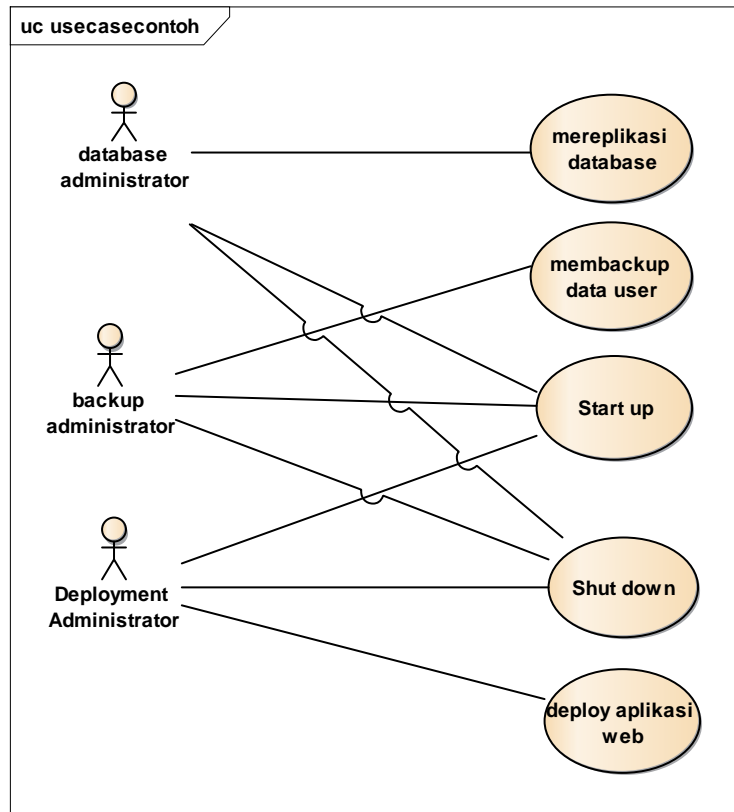 uc usecasecontoh
database
administrator
mereplikasi
database
membackup
data user
backup
administrator
Start up
Deployment
Administrator
Shut down
deploy aplikasi
web